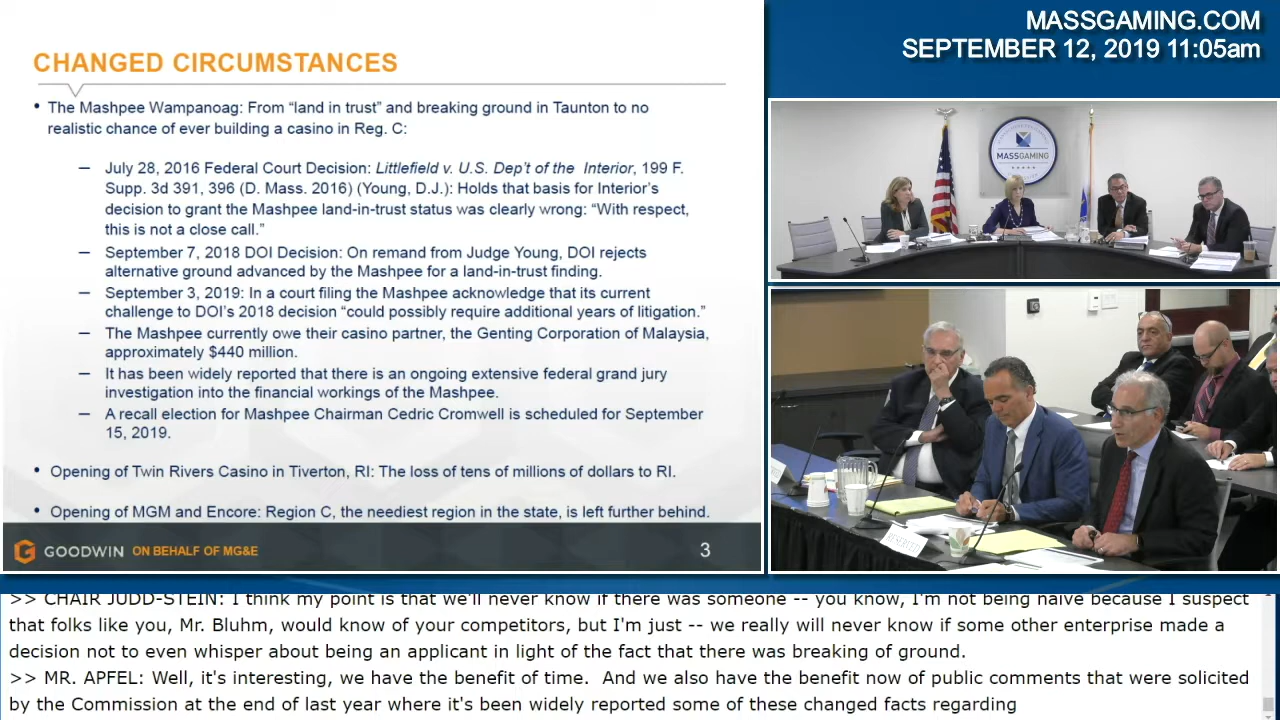 MASSGAMING.COM
SEPTEMBER 12, 2019 11:05am
CHANGED CIRCUMSTANCES
• The Mashpee Wampanoag: From “land in trust” and breaking ground in Taunton to no
realistic chance of ever building a casino in Reg. C:
– July 28, 2016 Federal Court Decision: Littlefield v. U.S. Dep’t of the Interior, 199 F.
Supp. 3d 391, 396 (D. Mass. 2016) (Young, D.J.): Holds that basis for Interior’s
decision to grant the Mashpee land-in-trust status was clearly wrong: “With respect,
this is not a close call.”
– September 7, 2018 DOI Decision: On remand from Judge Young, DOI rejects
alternative ground advanced by the Mashpee for a land-in-trust finding.
– September 3, 2019: In a court filing the Mashpee acknowledge that its current
challenge to DOI’s 2018 decision “could possibly require additional years of litigation.”
– The Mashpee currently owe their casino partner, the Genting Corporation of Malaysia,
approximately $440 million.
– It has been widely reported that there is an ongoing extensive federal grand jury
investigation into the financial workings of the Mashpee.
– A recall election for Mashpee Chairman Cedric Cromwell is scheduled for September
15, 2019.
• Opening of Twin Rivers Casino in Tiverton, RI: The loss of tens of millions of dollars to RI.
• Opening of MGM and Encore: Region C, the neediest region in the state, is left further behind.
GOODWIN ON BEHALF OF MG&E
3
MASSGAMING
RESERVED
>> CHAIR JUDD-STEIN: I think my point is that we'll never know if there was someone -- you know, I'm not being naive because I suspect
that folks like you, Mr. Bluhm, would know of your competitors, but I'm just -- we really will never know if some other enterprise made a
decision not to even whisper about being an applicant in light of the fact that there was breaking of ground.
>> MR. APFEL: Well, it's interesting, we have the benefit of time.  And we also have the benefit now of public comments that were solicited
by the Commission at the end of last year where it's been widely reported some of these changed facts regarding